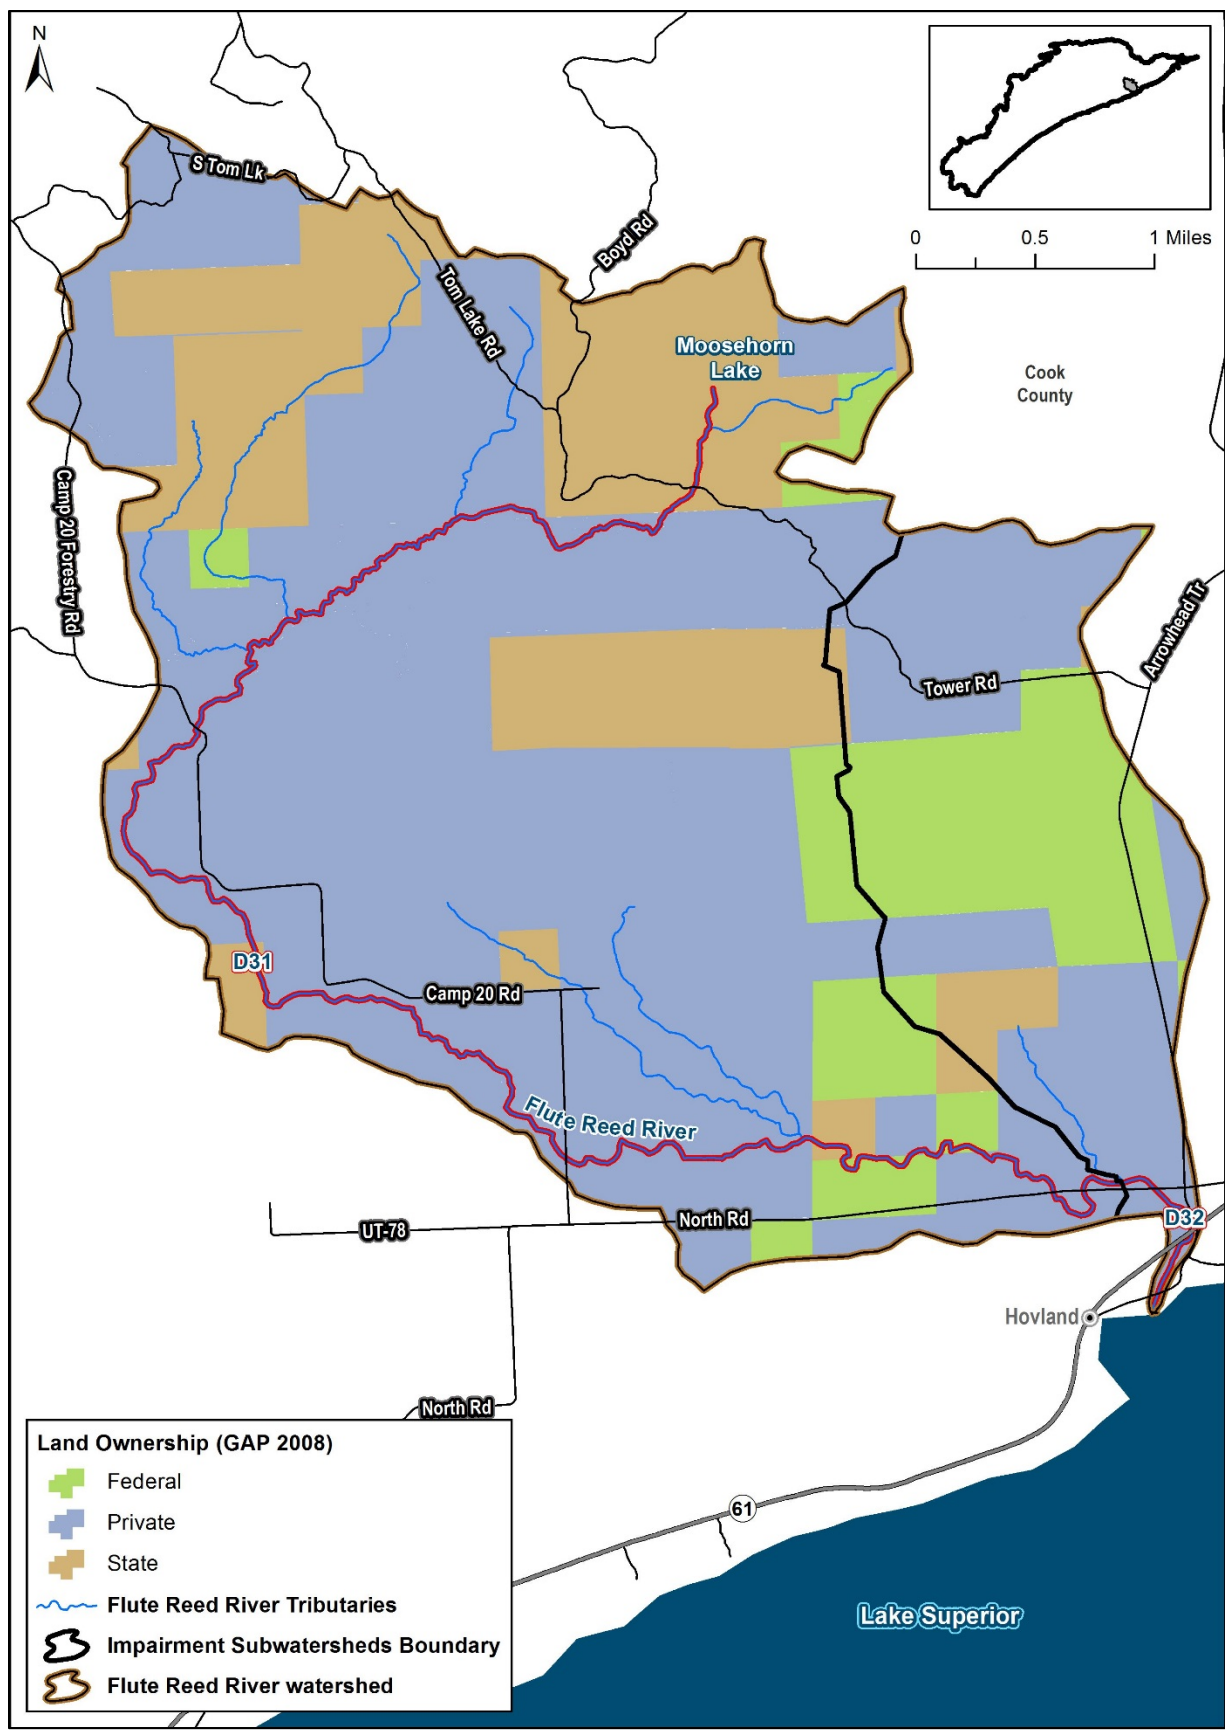 N
S Tom Lk
Boyd Rd
0 0.5 1 Miles
Tom Lake Rd
Moosehorn
Lake
Cook
County
Camp 20 Forestry Rd
Arrowhead Tr
Tower Rd
D31
Camp 20 Rd
Flute Reed River
UT-78
North Rd
D32
Hovland
North Rd
61
Lake Superior
Land Ownership (GAP 2008)
Federal
Private
State
Flute Reed River Tributaries
Impairment Subwatersheds Boundary
Flute Reed River watershed